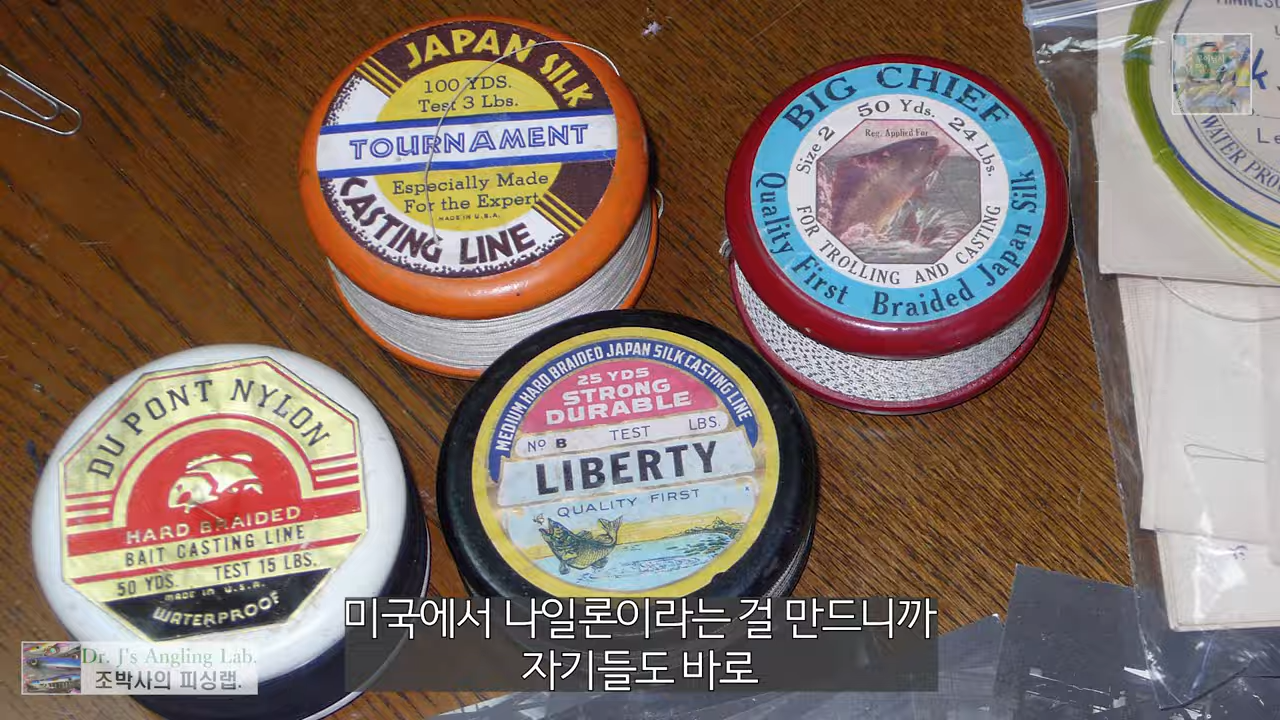 JAPAN SILK
100 YDS.
Test 3 Lbs.
TOURNAMENT
Especially Made
For the Expert
MADE IN U.S.A.
CASTING LINE
BIG CHIEF
50 Yds.
Size 2
24 Lbs.
Reg. Applied For
FOR TROLLING AND CASTING
Quality First Braided Japan Silk
WATER PRO
DU PONT NYLON
HARD BRAIDED
BAIT CASTING LINE
50 YDS. TEST 15 LBS.
MADE IN U.S.A.
WATERPROOF
MEDIUM HARD BRAIDED JAPAN SILK CASTING LINE
25 YDS
STRONG
DURABLE
No B TEST LBS.
LIBERTY
QUALITY FIRST
미국에서 나일론이라는 걸 만드니까
자기들도 바로
Dr. J's Angling Lab.
조박사의 피싱랩.